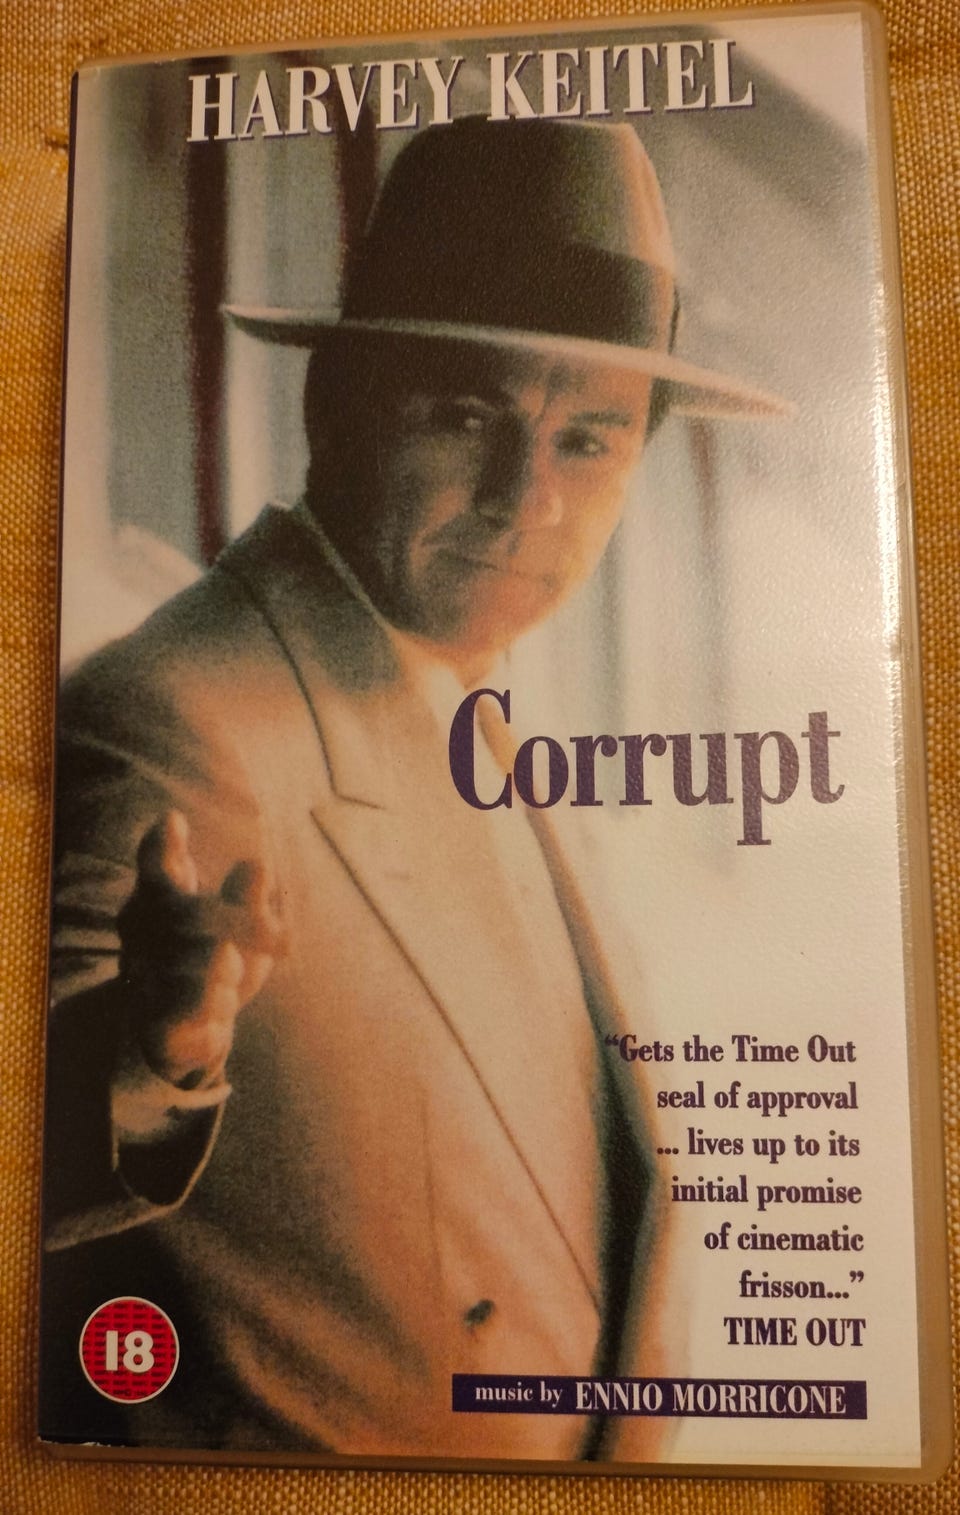 HARVEY KEITEL
Corrupt
“Gets the Time Out
seal of approval
... lives up to its
initial promise
of cinematic
frisson...”
TIME OUT
18
music by ENNIO MORRICONE